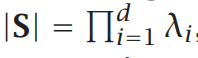 |S| = ∏_{i=1}^{d} λ_i,